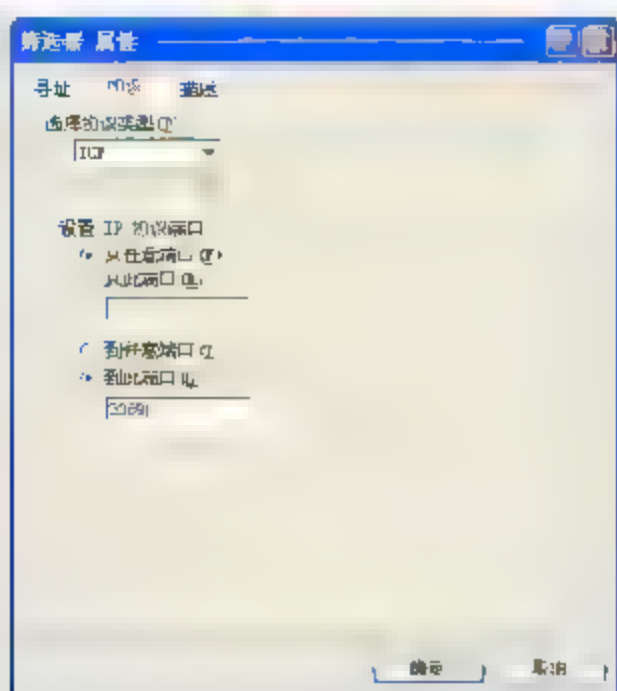 筛选器 属性
寻址 协议 描述
选择协议类型(P)
TCP
设置 IP 协议端口
从任意端口(F)
从此端口(R)
到任意端口(T)
到此端口(O)
确定 取消